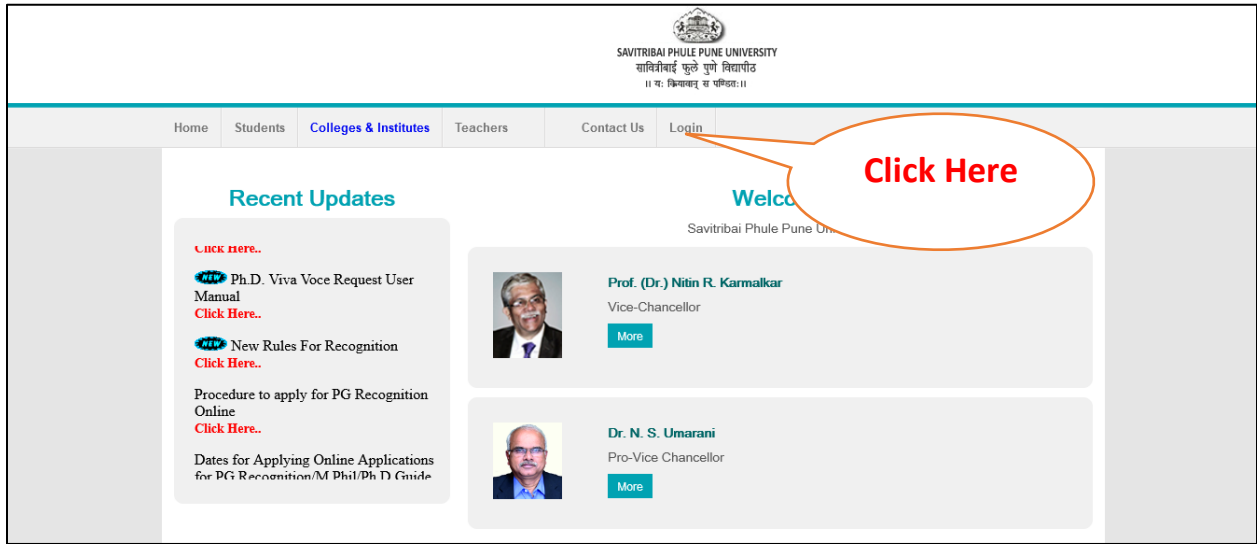 SAVITRIBAI PHULE PUNE UNIVERSITY
सावित्रीबाई फुले पुणे विद्यापीठ
॥ यः क्रियावान् स पण्डितः॥
Home Students Colleges & Institutes Teachers Contact Us Login
Click Here
Recent Updates
Click Here..
NEW Ph.D. Viva Voce Request User
Manual
Click Here..
NEW New Rules For Recognition
Click Here..
Procedure to apply for PG Recognition
Online
Click Here..
Dates for Applying Online Applications
for PG Recognition/M.Phil/Ph.D Guide
Welco
Savitribai Phule Pune Un
Prof. (Dr.) Nitin R. Karmalkar
Vice-Chancellor
More
Dr. N. S. Umarani
Pro-Vice Chancellor
More